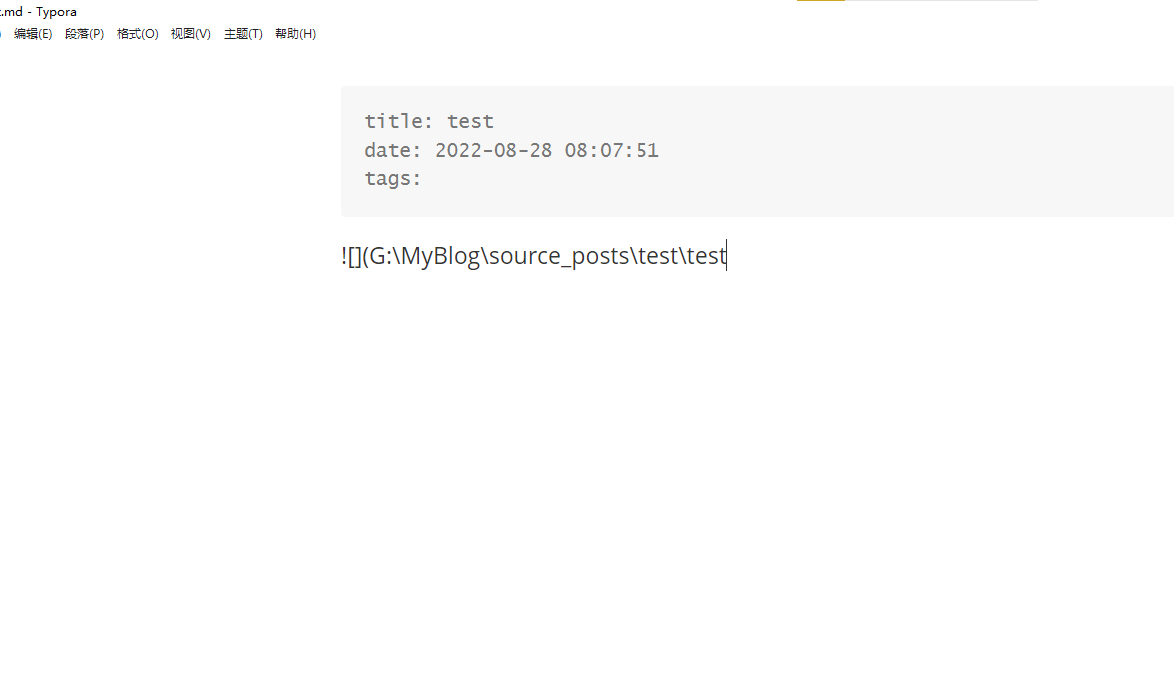 .md - Typora
) 编辑(E) 段落(P) 格式(O) 视图(V) 主题(T) 帮助(H)
title: test
date: 2022-08-28 08:07:51
tags:
![](G:\MyBlog\source_posts\test\test